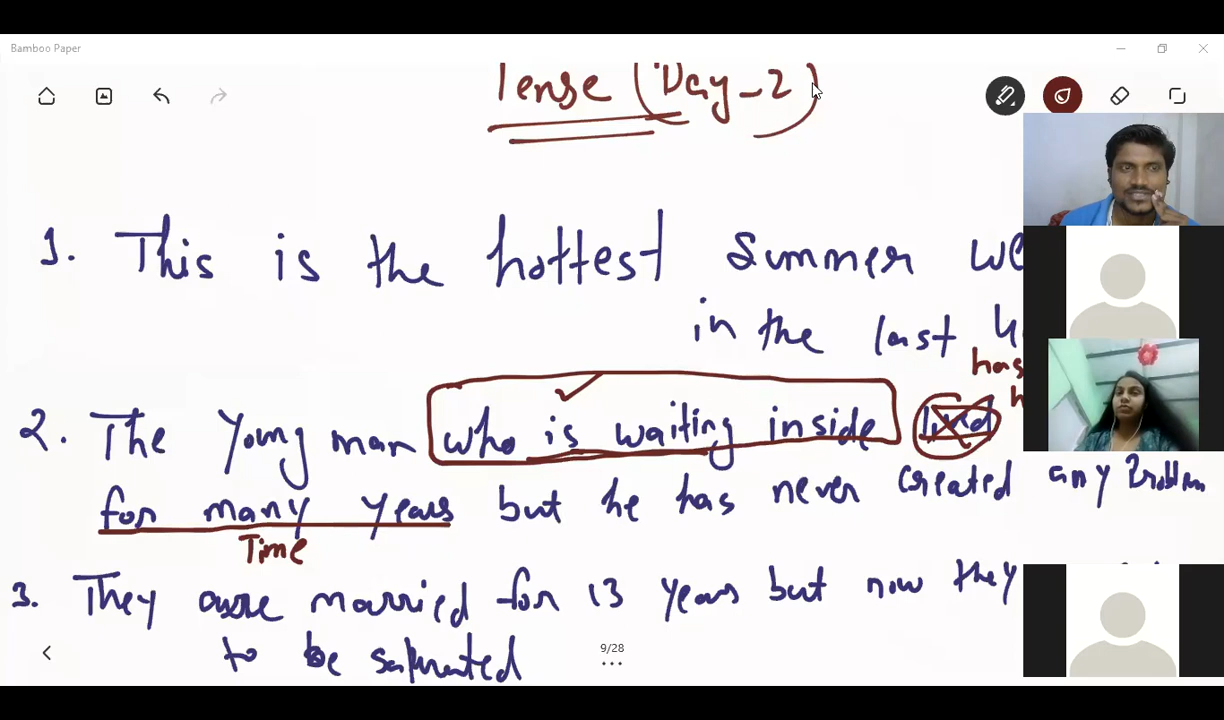 Bamboo Paper
Tense (Day-2)
1. This is the hottest summer we
in the last
has
2. The Young man who is waiting inside lived
for many years but he has never created any Problem
Time
3. They are married for 13 years but now they
to be saperated
9/28